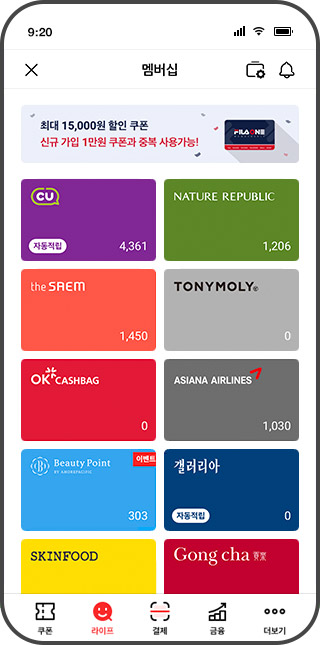 9:20
멤버십
최대 15,000원 할인 쿠폰
신규 가입 1만원 쿠폰과 중복 사용가능!
FILAONE
CU
자동적립
4,361
NATURE REPUBLIC
1,206
the SAEM
1,450
TONYMOLY
0
OK CASHBAG
0
ASIANA AIRLINES
1,030
Beauty Point
BY AMOREPACIFIC
이벤트
303
갤러리아
자동적립
0
SKINFOOD
Gong cha
쿠폰
라이프
결제
금융
더보기